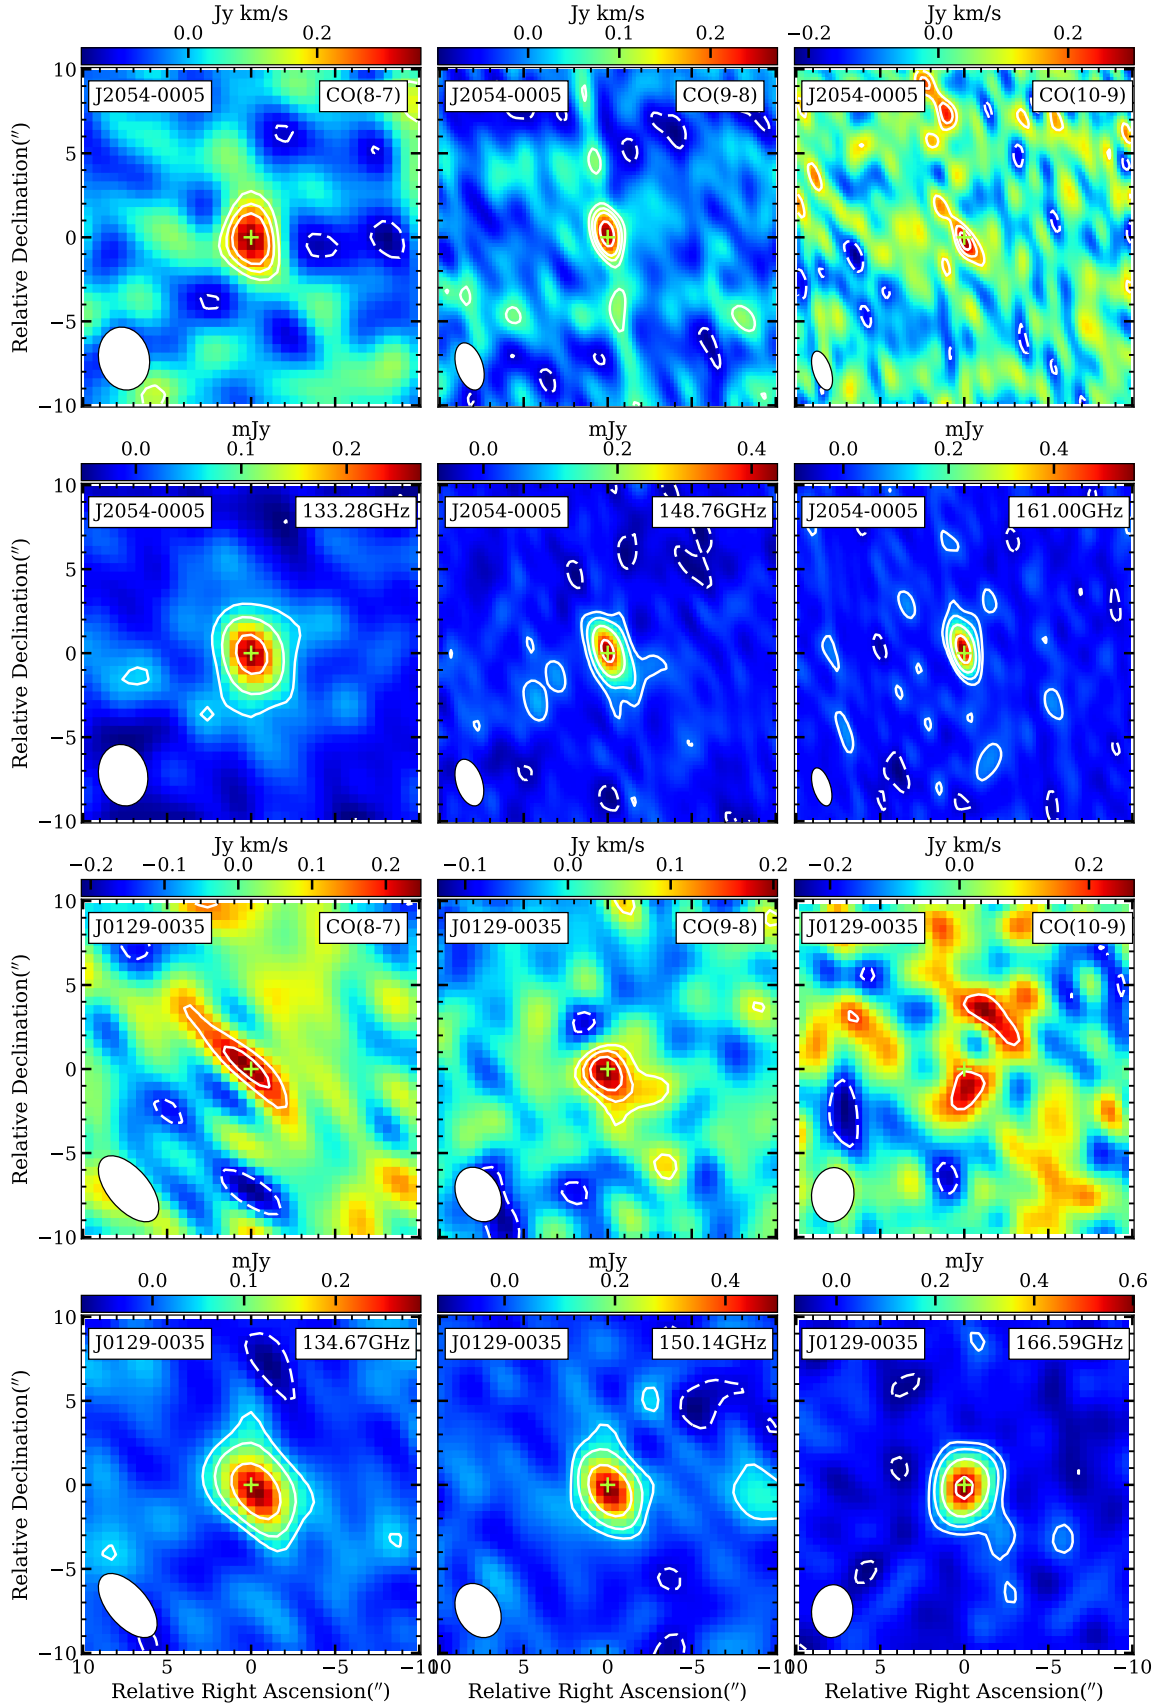 Jy km/s Jy km/s Jy km/s
0.0 0.2 0.0 0.1 0.2 −0.2 0.0 0.2
10 J2054-0005 CO(8-7) J2054-0005 CO(9-8) J2054-0005 CO(10-9)
5
0
−5
−10
Relative Declination(″)
mJy mJy mJy
0.0 0.1 0.2 0.0 0.2 0.4 0.0 0.2 0.4
10 J2054-0005 133.28GHz J2054-0005 148.76GHz J2054-0005 161.00GHz
5
0
−5
−10
Relative Declination(″)
Jy km/s Jy km/s Jy km/s
−0.2 −0.1 0.0 0.1 0.2 −0.1 0.0 0.1 0.2 −0.2 0.0 0.2
10 J0129-0035 CO(8-7) J0129-0035 CO(9-8) J0129-0035 CO(10-9)
5
0
−5
−10
Relative Declination(″)
mJy mJy mJy
0.0 0.1 0.2 0.0 0.2 0.4 0.0 0.2 0.4 0.6
10 J0129-0035 134.67GHz J0129-0035 150.14GHz J0129-0035 166.59GHz
5
0
−5
−10
Relative Declination(″)
10 5 0 −5 −10 10 5 0 −5 −10 10 5 0 −5 −10
Relative Right Ascension(″) Relative Right Ascension(″) Relative Right Ascension(″)